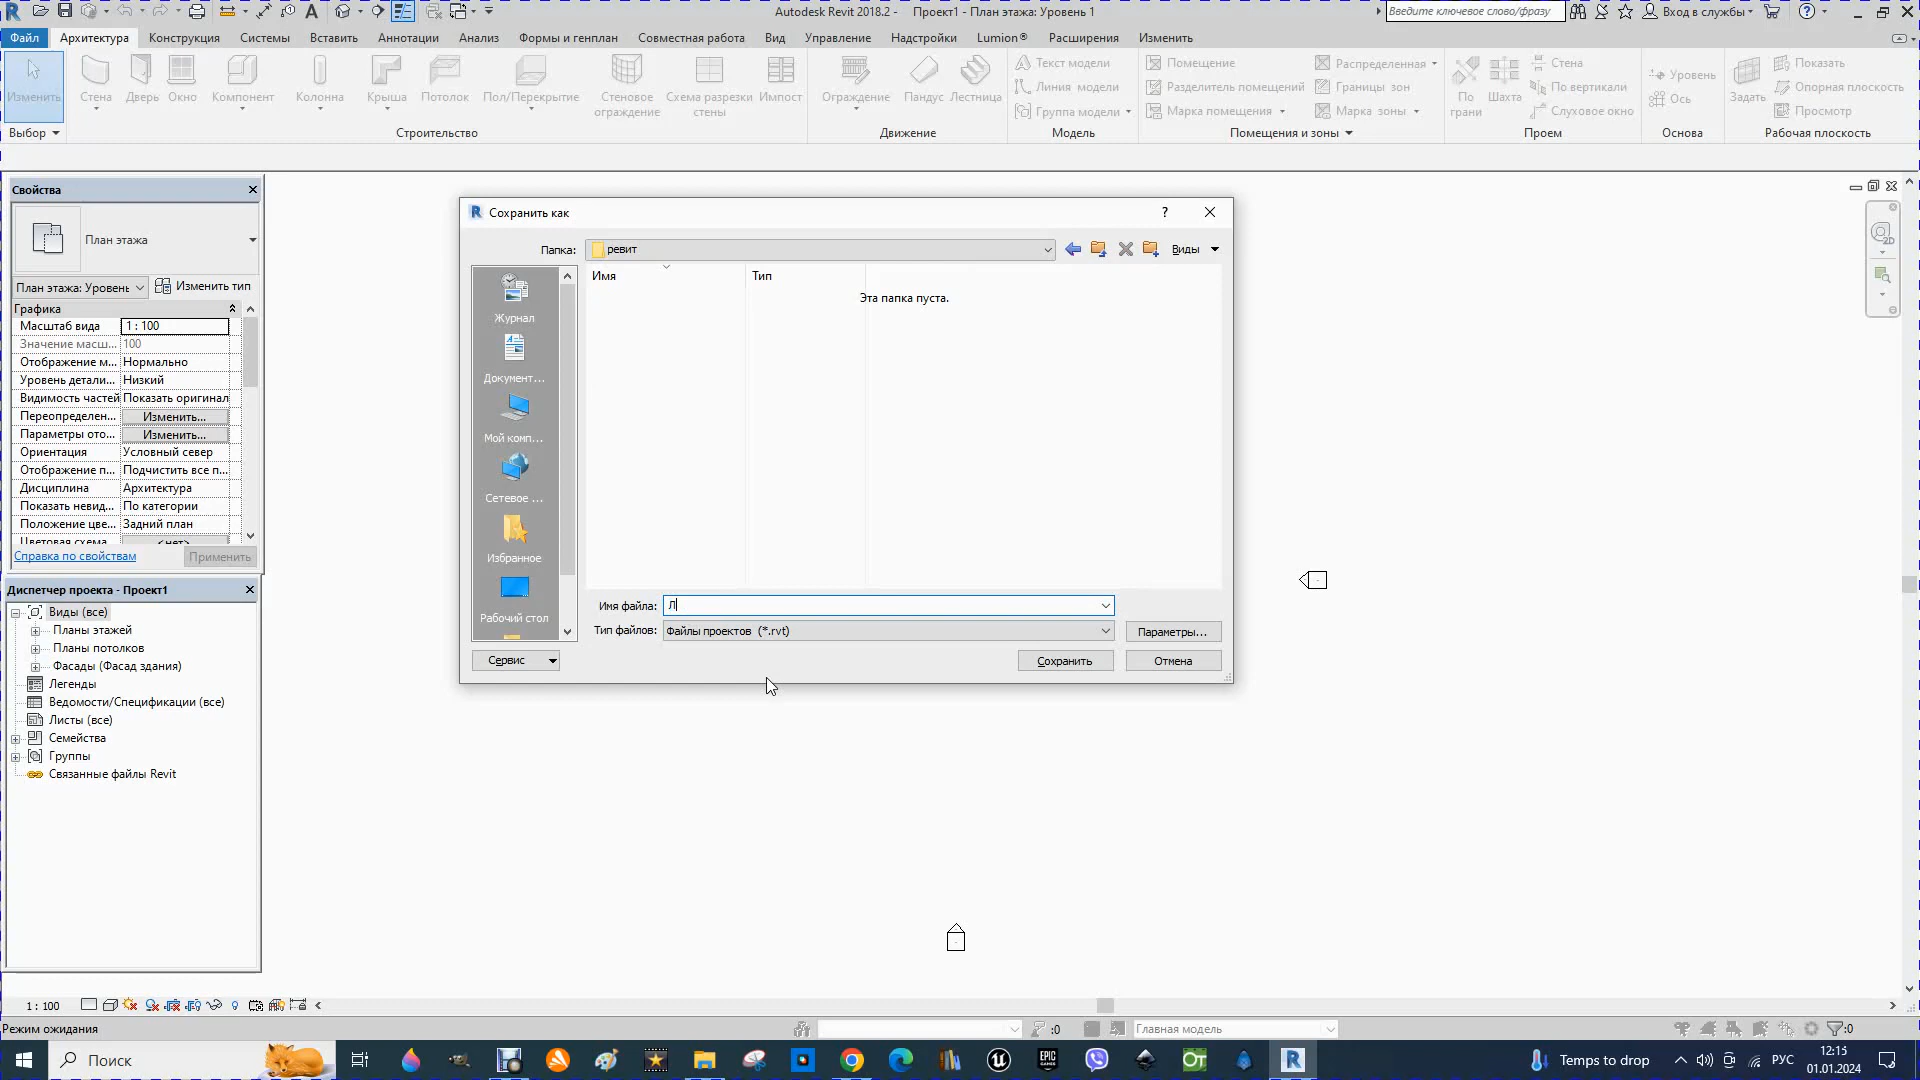 Autodesk Revit 2018.2 - Проект1 - План этажа: Уровень 1
Введите ключевое слово/фразу
Вход в службы
Файл Архитектура Конструкция Системы Вставить Аннотации Анализ Формы и генплан Совместная работа Вид Управление Надстройки Lumion® Расширения Изменить
Изменить Стена Дверь Окно Компонент Колонна Крыша Потолок Пол/Перекрытие Стеновое ограждение Схема разрезки стены Импост Ограждение Пандус Лестница
Текст модели
Линия модели
Группа модели
Помещение
Разделитель помещений
Марка помещения
Распределенная
Границы зон
Марка зоны
По грани
Шахта
Стена
По вертикали
Слуховое окно
Уровень
Ось
Задать
Показать
Опорная плоскость
Просмотр
Выбор Строительство Движение Модель Помещения и зоны Проем Основа Рабочая плоскость
Свойства
План этажа
План этажа: Уровень Изменить тип
Графика
Масштаб вида 1 : 100
Значение масш... 100
Отображение м... Нормально
Уровень детали... Низкий
Видимость частей Показать оригинал
Переопределен... Изменить...
Параметры ото... Изменить...
Ориентация Условный север
Отображение п... Подчистить все п...
Дисциплина Архитектура
Показать невид... По категории
Положение цве... Задний план
Цветовая схема <нет>
Справка по свойствам Применить
Диспетчер проекта - Проект1
Виды (все)
Планы этажей
Планы потолков
Фасады (Фасад здания)
Легенды
Ведомости/Спецификации (все)
Листы (все)
Семейства
Группы
Связанные файлы Revit
Сохранить как
Папка: ревит Виды
Имя Тип
Эта папка пуста.
Журнал
Документ...
Мой комп...
Сетевое ...
Избранное
Рабочий стол
Имя файла: Л
Тип файлов: Файлы проектов (*.rvt) Параметры...
Сервис Сохранить Отмена
1 : 100
Режим ожидания :0 Главная модель :0
Поиск
Temps to drop РУС 12:15
01.01.2024